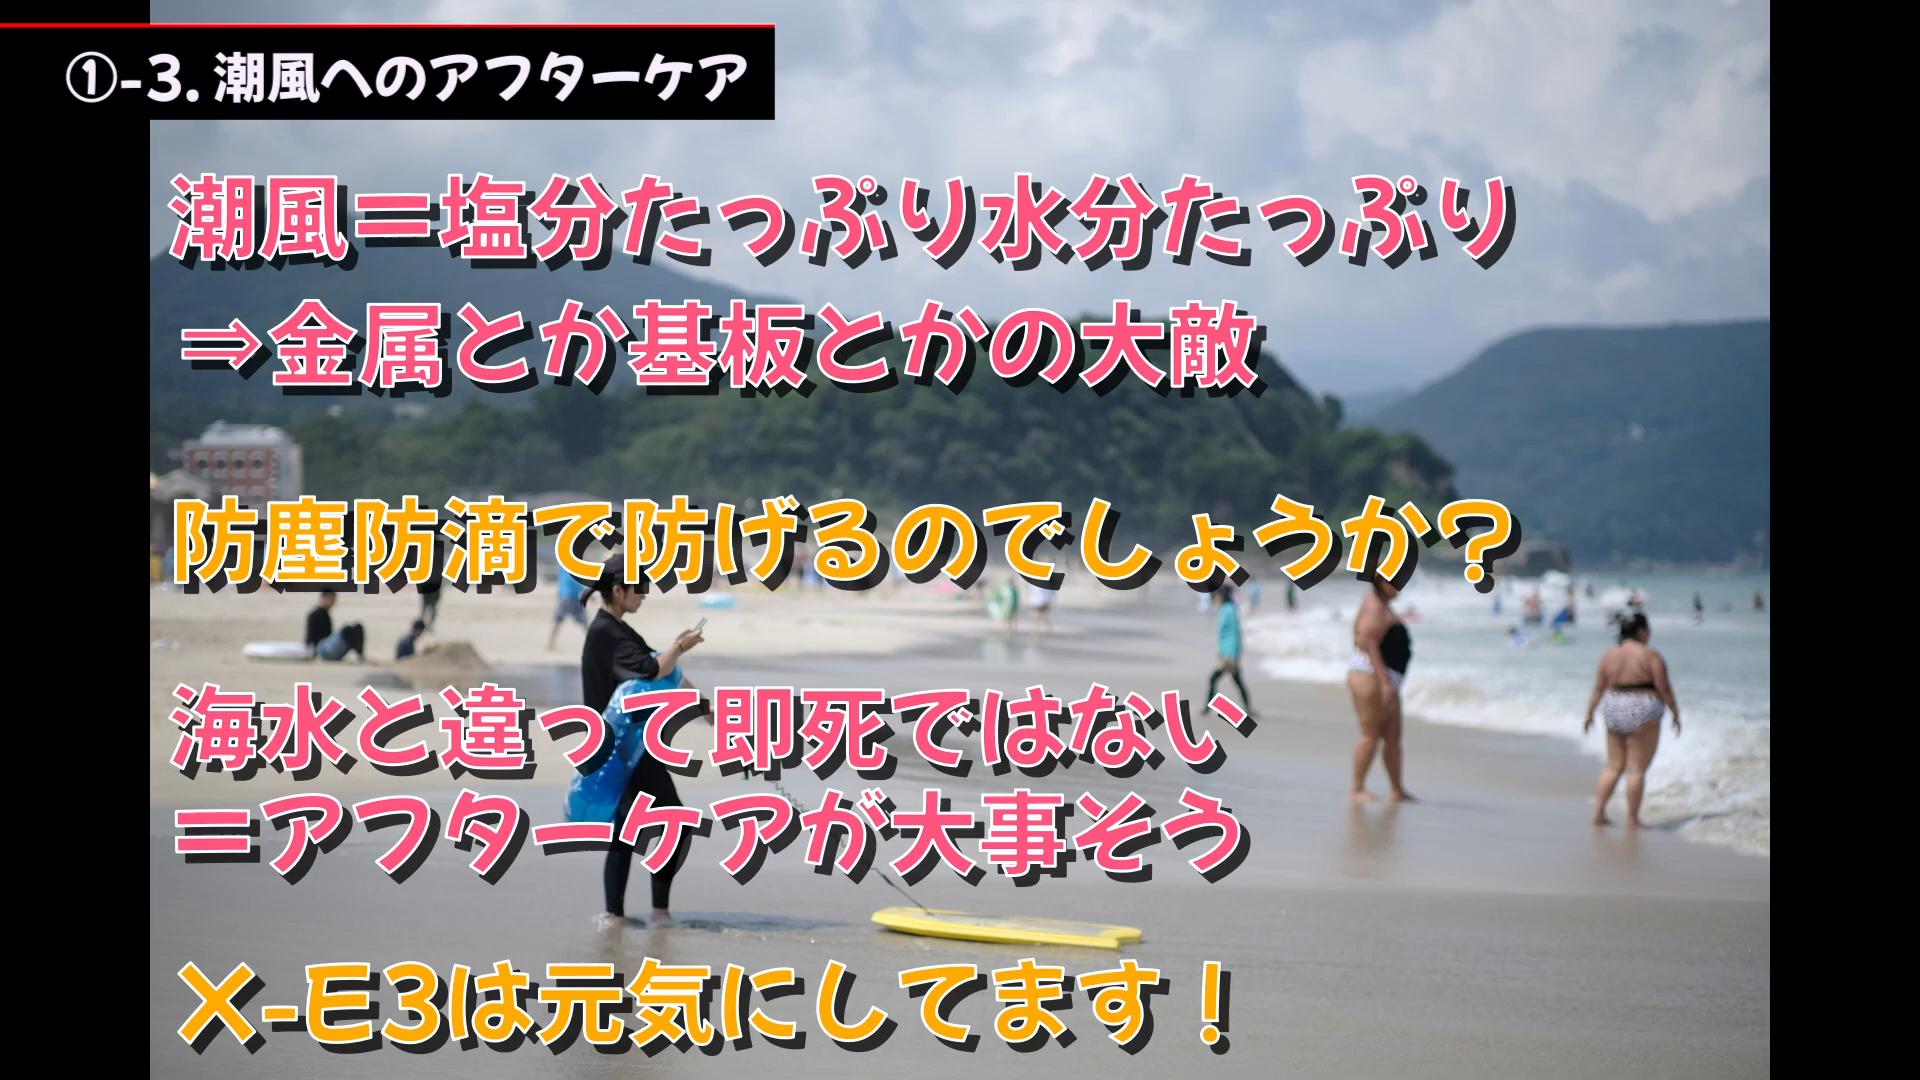 ①-3. 潮風へのアフターケア
潮風＝塩分たっぷり水分たっぷり
⇒金属とか基板とかの大敵
防塵防滴で防げるのでしょうか？
海水と違って即死ではない
＝アフターケアが大事そう
X-E3は元気にしてます！